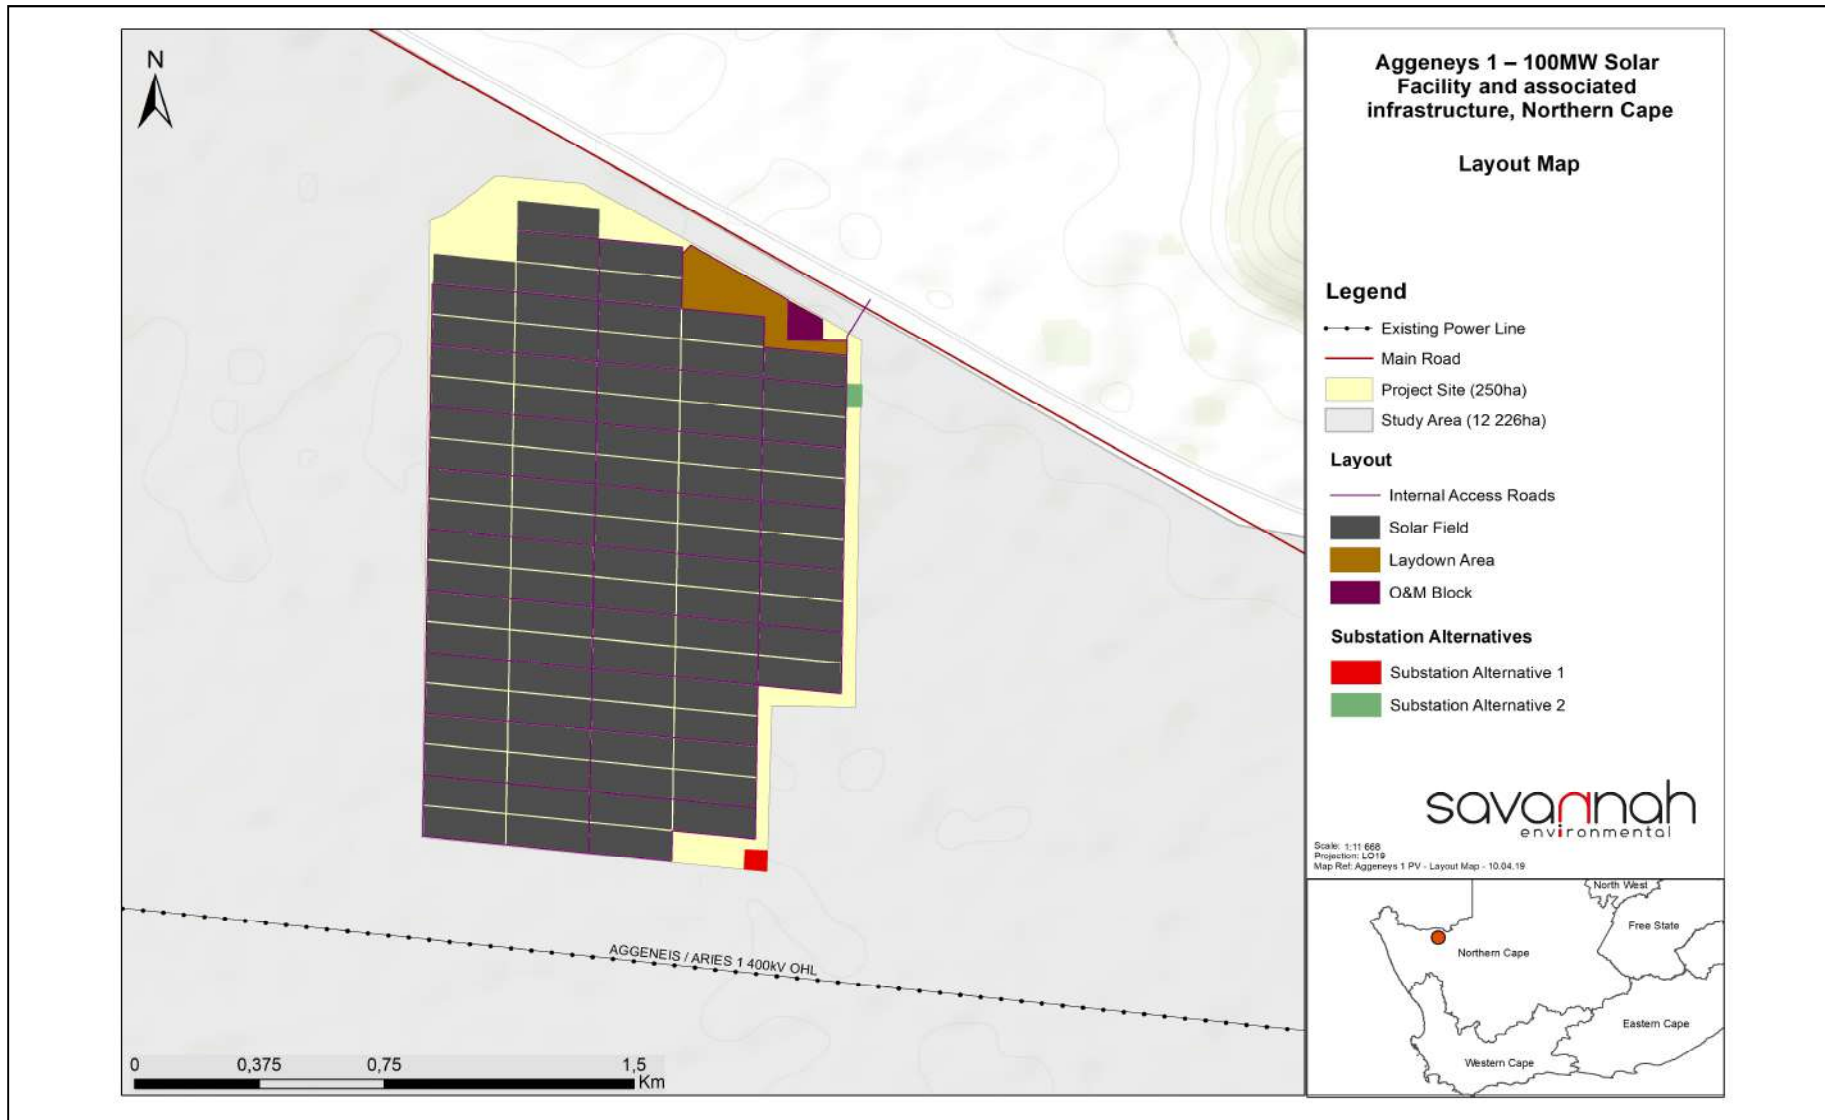 N
AGGENEIS / ARIES 1 400kV OHL
0 0,375 0,75 1,5
Km
Aggeneys 1 – 100MW Solar
Facility and associated
infrastructure, Northern Cape
Layout Map
Legend
Existing Power Line
Main Road
Project Site (250ha)
Study Area (12 226ha)
Layout
Internal Access Roads
Solar Field
Laydown Area
O&M Block
Substation Alternatives
Substation Alternative 1
Substation Alternative 2
savannah
environmental
Scale: 1:11 668
Projection: LO19
Map Ref: Aggeneys 1 PV - Layout Map - 10.04.19
North West
Free State
Northern Cape
Eastern Cape
Western Cape